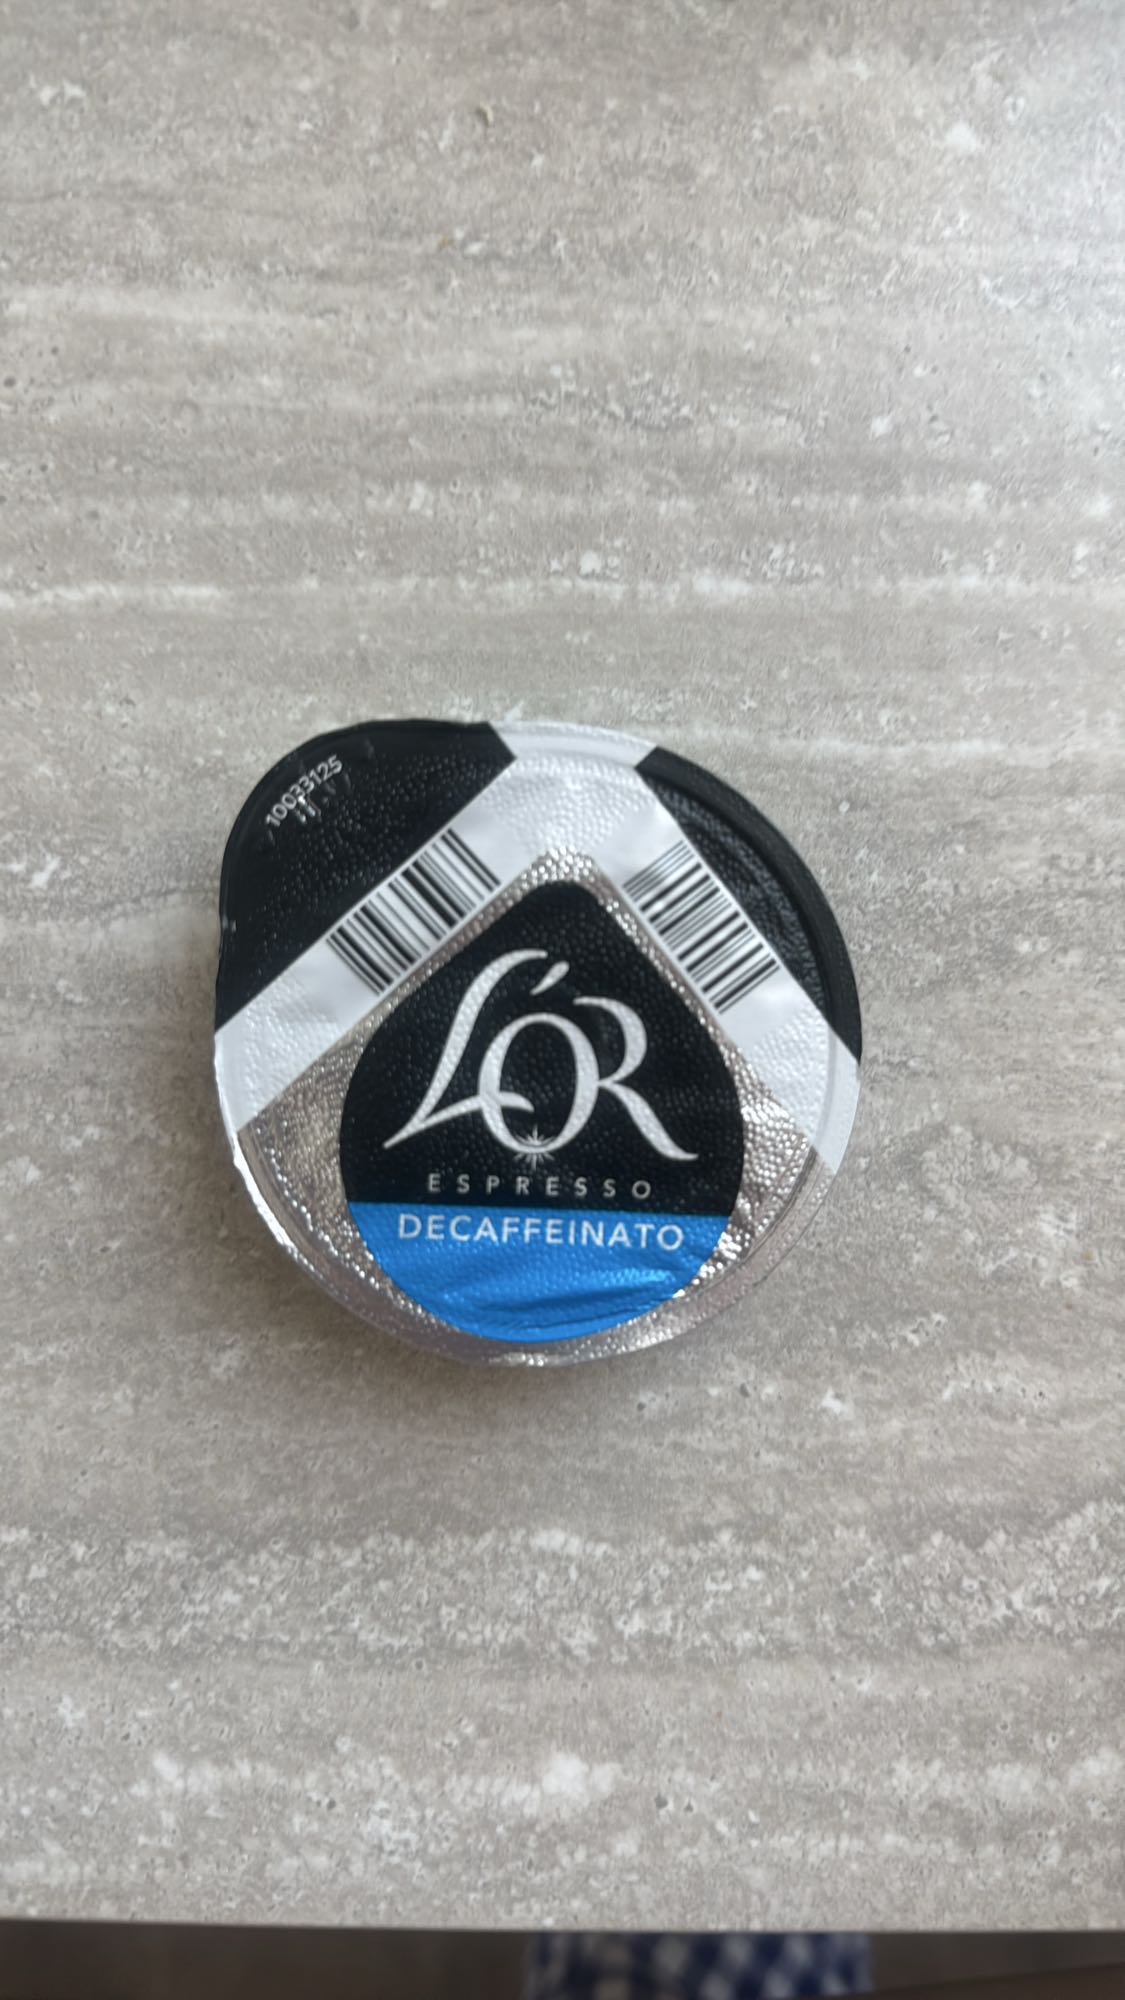 10033125
L'OR
ESPRESSO
DECAFFEINATO